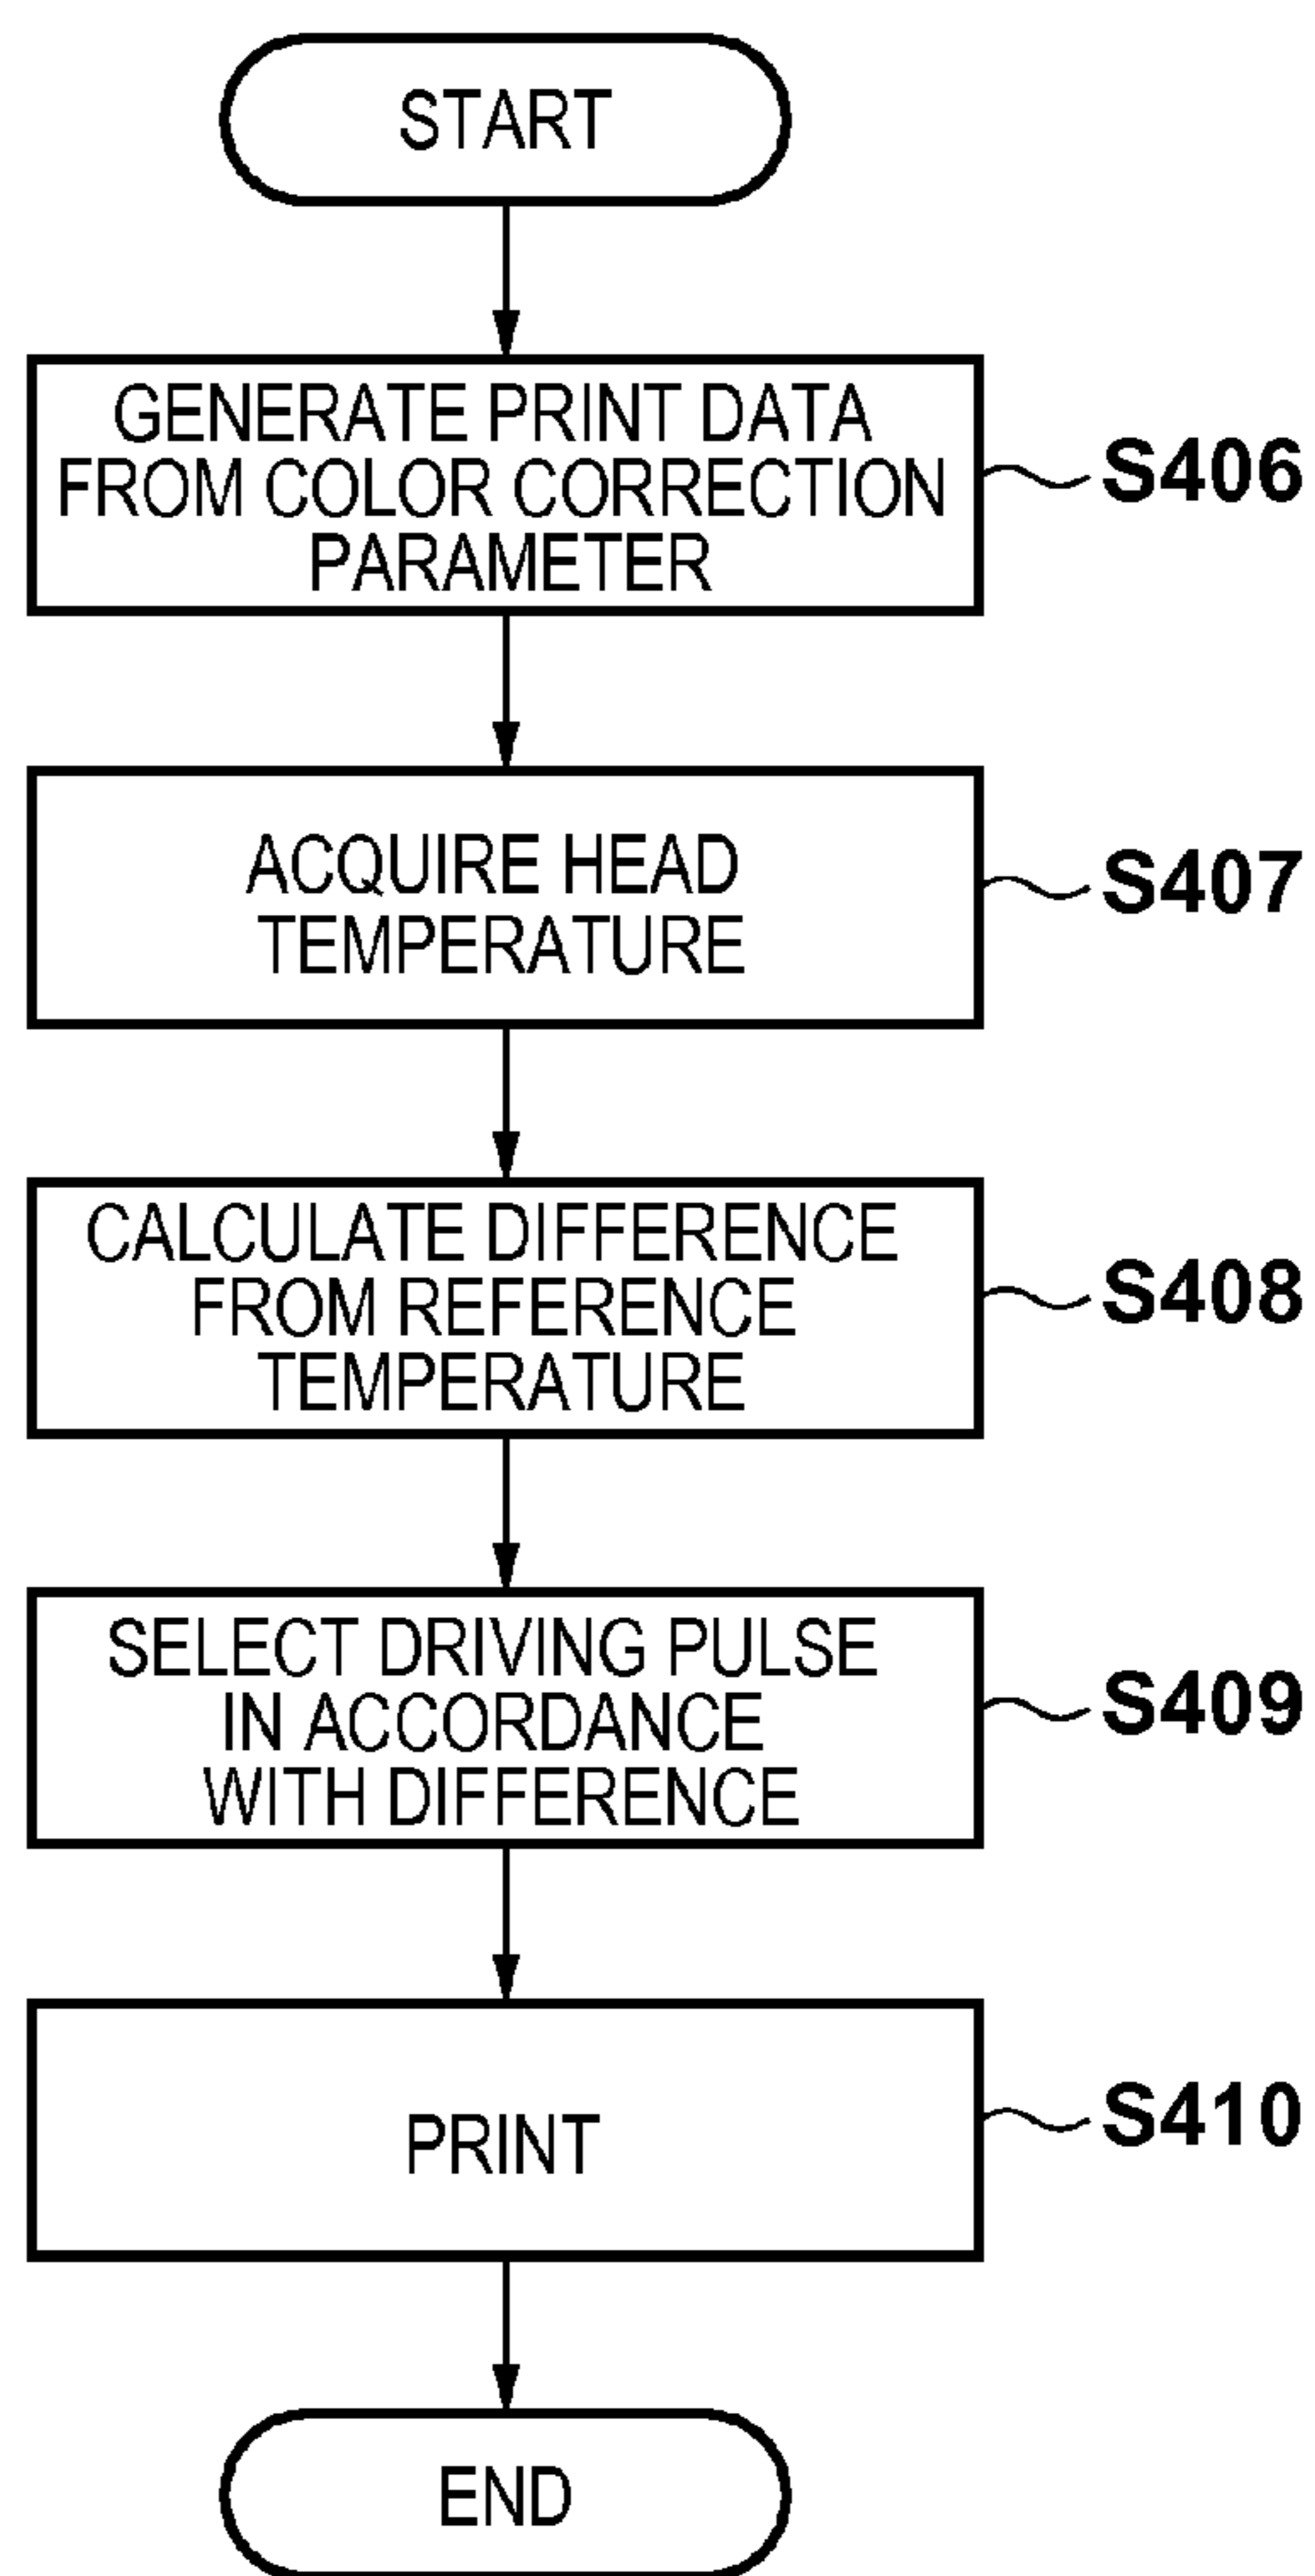 START
GENERATE PRINT DATA
FROM COLOR CORRECTION
PARAMETER
S406
ACQUIRE HEAD
TEMPERATURE
S407
CALCULATE DIFFERENCE
FROM REFERENCE
TEMPERATURE
S408
SELECT DRIVING PULSE
IN ACCORDANCE
WITH DIFFERENCE
S409
PRINT
S410
END